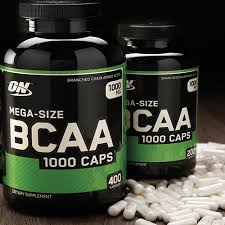 BRANCHED CHAIN AMINO ACIDS
ON
1000
MG
MEGA-SIZE
BCAA
1000 CAPS
DIETARY SUPPLEMENT
400
ON
MEGA-SIZE
BCAA
1000 CAPS
200